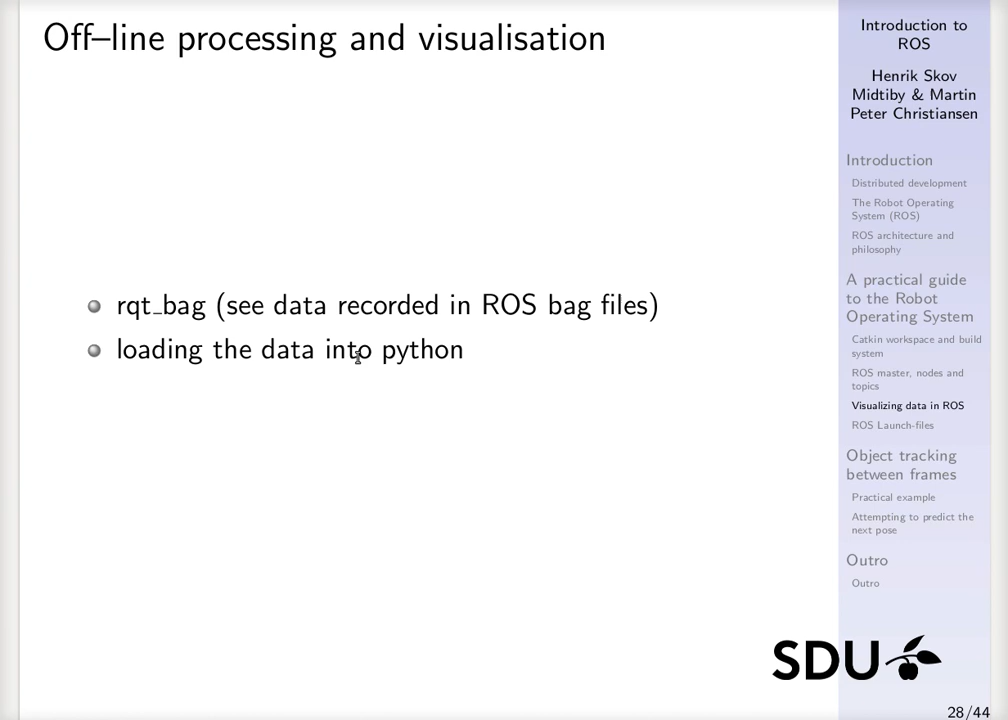 Off–line processing and visualisation
rqt_bag (see data recorded in ROS bag files)
loading the data into python
Introduction to
ROS
Henrik Skov
Midtiby & Martin
Peter Christiansen
Introduction
Distributed development
The Robot Operating
System (ROS)
ROS architecture and
philosophy
A practical guide
to the Robot
Operating System
Catkin workspace and build
system
ROS master, nodes and
topics
Visualizing data in ROS
ROS Launch-files
Object tracking
between frames
Practical example
Attempting to predict the
next pose
Outro
Outro
SDU
28/44